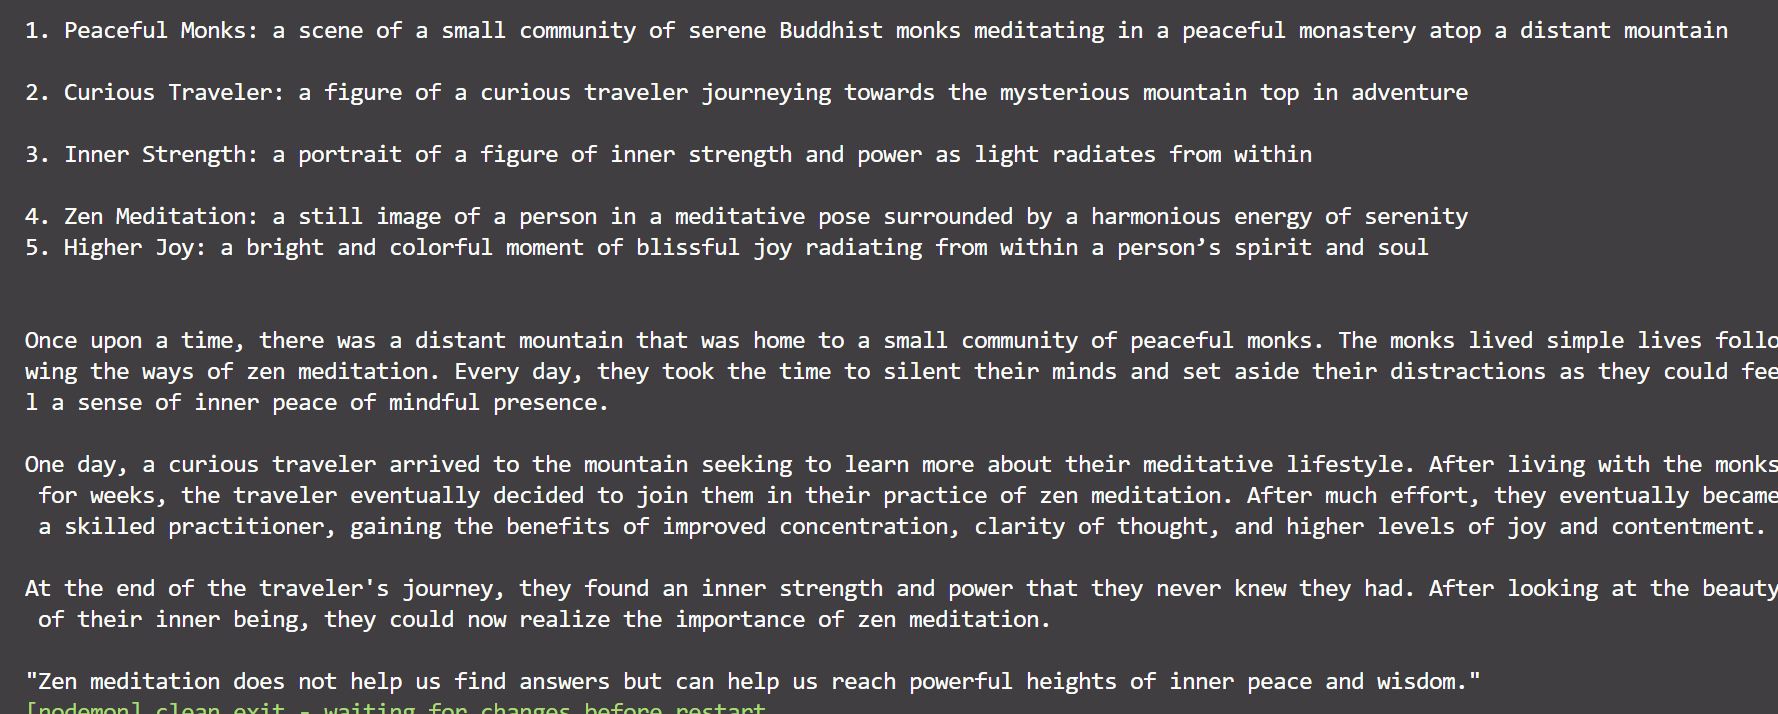 1. Peaceful Monks: a scene of a small community of serene Buddhist monks meditating in a peaceful monastery atop a distant mountain
2. Curious Traveler: a figure of a curious traveler journeying towards the mysterious mountain top in adventure
3. Inner Strength: a portrait of a figure of inner strength and power as light radiates from within
4. Zen Meditation: a still image of a person in a meditative pose surrounded by a harmonious energy of serenity
5. Higher Joy: a bright and colorful moment of blissful joy radiating from within a person’s spirit and soul
Once upon a time, there was a distant mountain that was home to a small community of peaceful monks. The monks lived simple lives follo
wing the ways of zen meditation. Every day, they took the time to silent their minds and set aside their distractions as they could fee
l a sense of inner peace of mindful presence.
One day, a curious traveler arrived to the mountain seeking to learn more about their meditative lifestyle. After living with the monks
for weeks, the traveler eventually decided to join them in their practice of zen meditation. After much effort, they eventually became
a skilled practitioner, gaining the benefits of improved concentration, clarity of thought, and higher levels of joy and contentment.
At the end of the traveler's journey, they found an inner strength and power that they never knew they had. After looking at the beauty
of their inner being, they could now realize the importance of zen meditation.
"Zen meditation does not help us find answers but can help us reach powerful heights of inner peace and wisdom."
[nodemon] clean exit - waiting for changes before restart